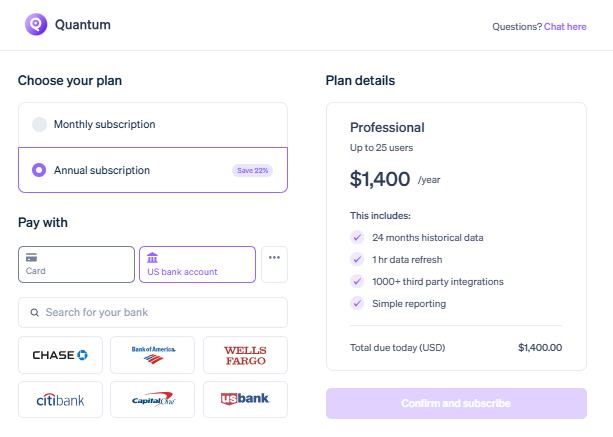 Quantum
Questions? Chat here
Choose your plan
Monthly subscription
Annual subscription
Save 22%
Pay with
Card
US bank account
Search for your bank
CHASE
Bank of America
WELLS
FARGO
citibank
Capital One
usbank
Plan details
Professional
Up to 25 users
$1,400 /year
This includes:
24 months historical data
1 hr data refresh
1000+ third party integrations
Simple reporting
Total due today (USD) $1,400.00
Confirm and subscribe